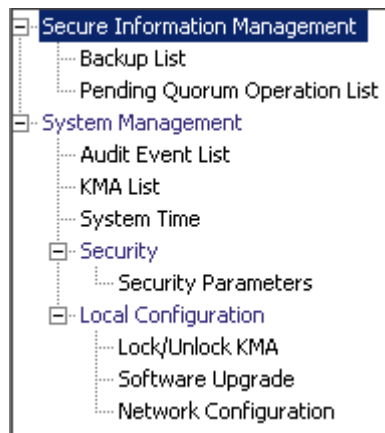 Secure Information Management
Backup List
Pending Quorum Operation List
System Management
Audit Event List
KMA List
System Time
Security
Security Parameters
Local Configuration
Lock/Unlock KMA
Software Upgrade
Network Configuration